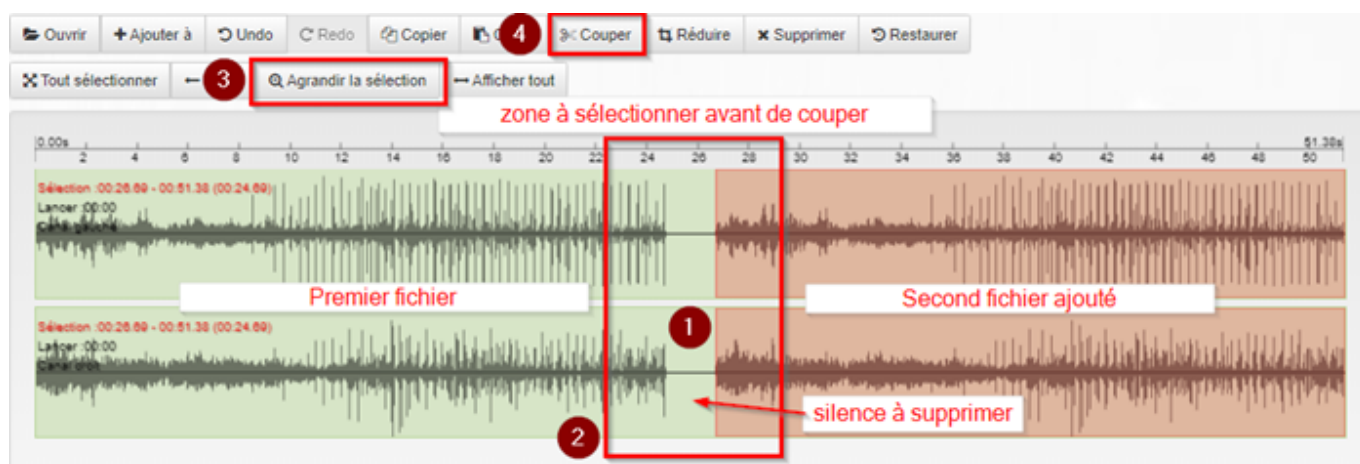 Ouvrir Ajouter à Undo Redo Copier 4 Couper Réduire Supprimer Restaurer
Tout sélectionner 3 Agrandir la sélection Afficher tout
zone à sélectionner avant de couper
0.00s 51.38s
2 4 6 8 10 12 14 16 18 20 22 24 26 28 30 32 34 36 38 40 42 44 46 48 50
Sélection :00:26.69 - 00:51.38 (00:24.69)
Lancer :00:00
Canal gauche
Premier fichier Second fichier ajouté
1
Sélection :00:26.69 - 00:51.38 (00:24.69)
Lancer :00:00
Canal droit
silence à supprimer
2